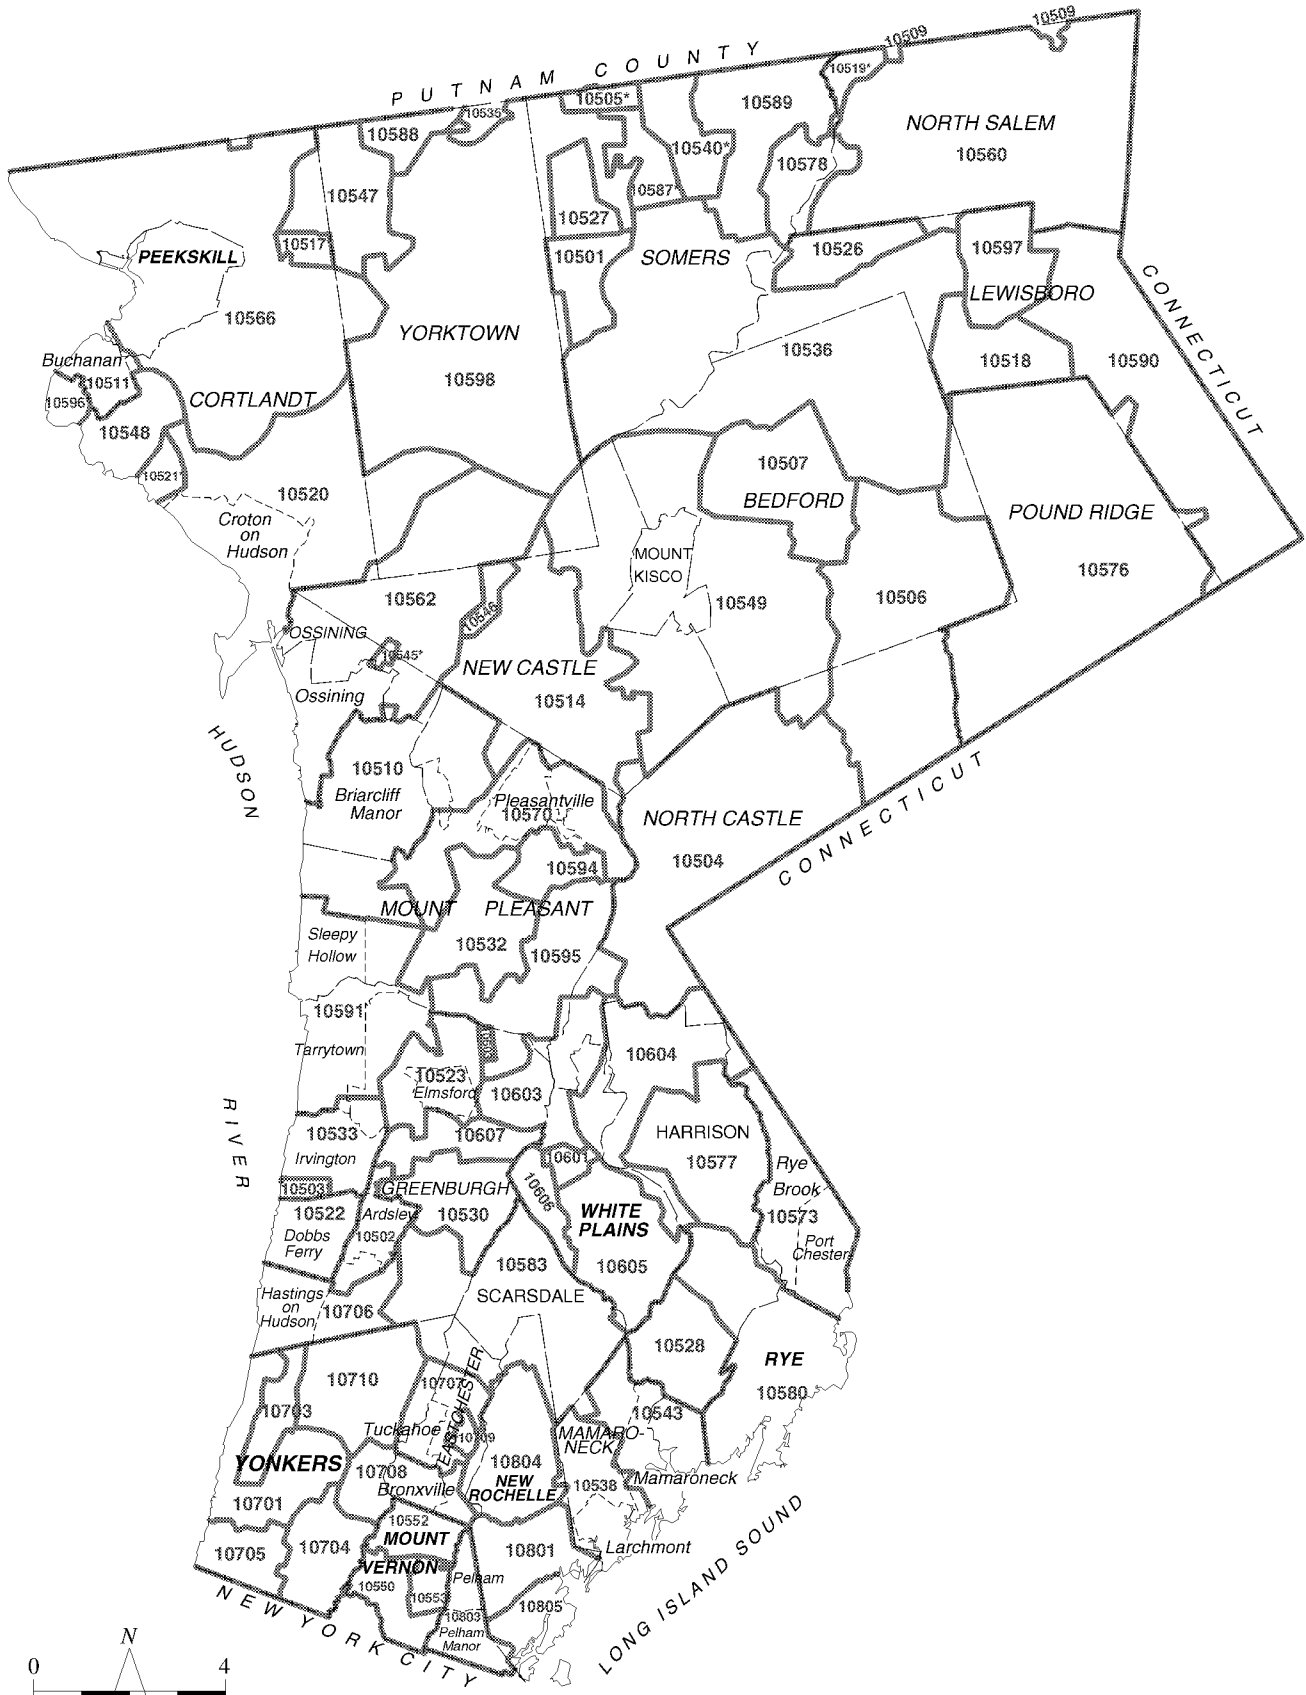 10509
10509
PUTNAM COUNTY
10519*
10505*
10535*
10588
10589
NORTH SALEM
10560
10540*
10578
10547
10587*
10527
10517
10501
SOMERS
10526
10597
PEEKSKILL
LEWISBORO
CONNECTICUT
10566
YORKTOWN
10598
10536
10518
10590
Buchanan
10511
10596
CORTLANDT
10548
10507
10521*
10520
BEDFORD
POUND RIDGE
Croton
on
Hudson
MOUNT
KISCO
10576
10562
10549
10506
10546
OSSINING
10545*
NEW CASTLE
Ossining
10514
HUDSON
10510
Briarcliff
Manor
Pleasantville
10570
NORTH CASTLE
10504
CONNECTICUT
10594
MOUNT PLEASANT
Sleepy
Hollow
10532
10595
10591
Tarrytown
10604
10523
Elmsford
10603
RIVER
10533
10607
HARRISON
Irvington
10601
10577
Rye
Brook
10503
GREENBURGH
10606
10522
Ardsley
10530
WHITE
PLAINS
10573
Dobbs
Ferry
10502
Port
Chester
10583
10605
Hastings
on
Hudson
10706
SCARSDALE
10528
RYE
10580
10710
10707
EASTCHESTER
10703
10543
Tuckahoe
10709
MAMARO-
NECK
YONKERS
10708
10804
Bronxville
NEW
ROCHELLE
10538
Mamaroneck
10701
10552
MOUNT
VERNON
10705
10704
10801
Larchmont
10550
Pelham
10553
10805
10803
Pelham
Manor
NEW YORK CITY
LONG ISLAND SOUND
N
0 4